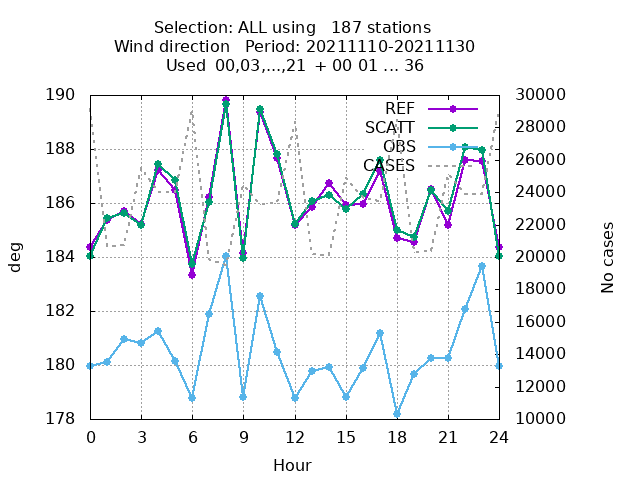 Selection: ALL using   187 stations
Wind direction   Period: 20211110-20211130
Used  00,03,...,21  + 00 01 ... 36
190
188
186
184
182
180
178
30000
28000
26000
24000
22000
20000
18000
16000
14000
12000
10000
REF
SCATT
OBS
CASES
deg
No cases
0 3 6 9 12 15 18 21 24
Hour